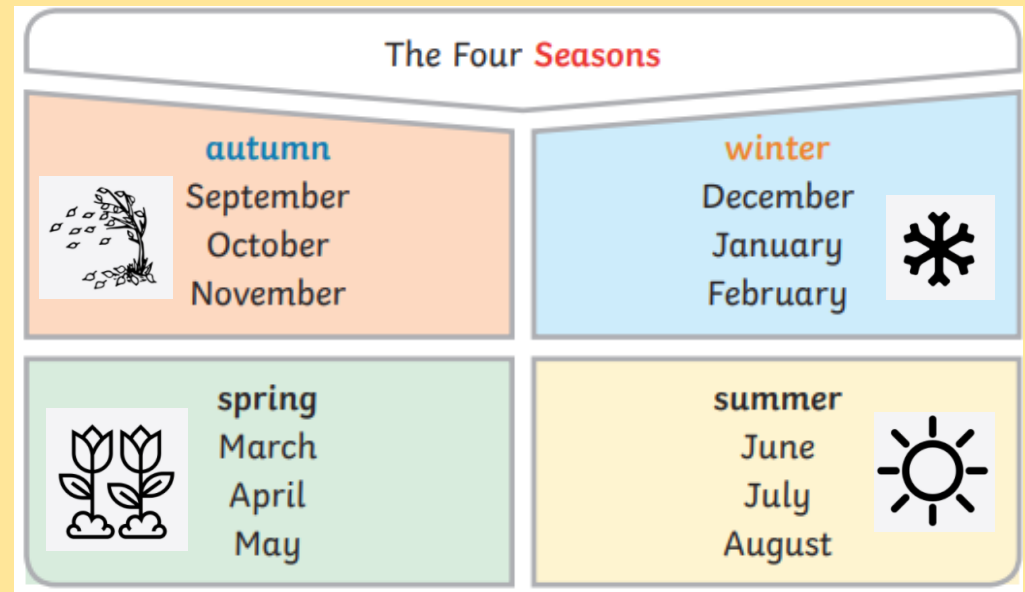 The Four Seasons
autumn
September
October
November
winter
December
January
February
spring
March
April
May
summer
June
July
August